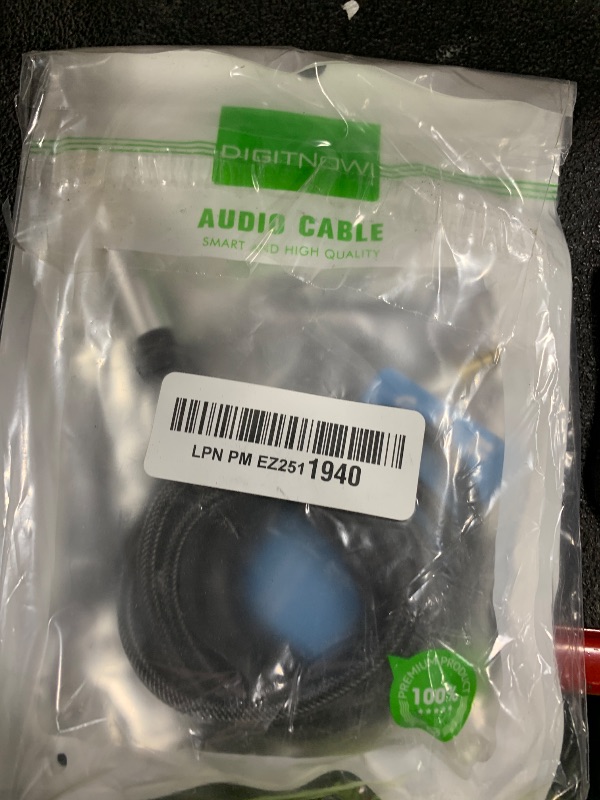 DIGITNOW!
AUDIO CABLE
SMART AND HIGH QUALITY
LPN PM EZ2511940
PREMIUM PRODUCT
100%